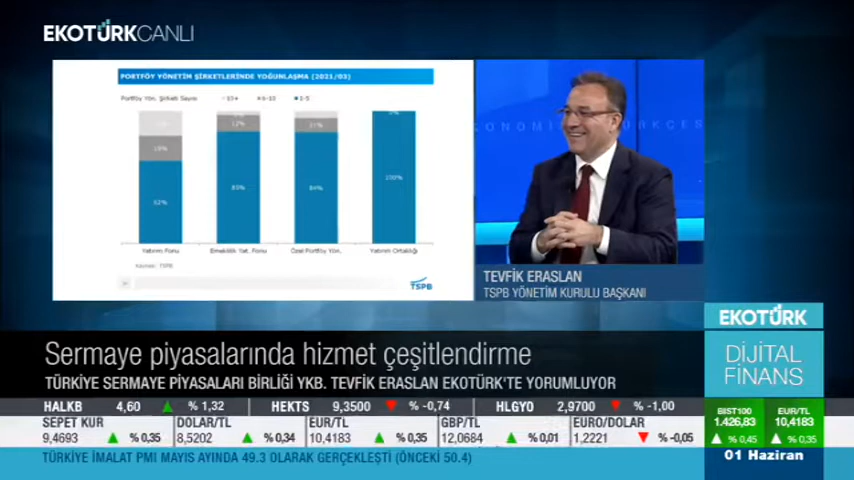 EKOTÜRK CANLI
PORTFÖY YÖNETİM ŞİRKETLERİNDE YOĞUNLAŞMA (2021/03)
Portföy Yön. Şirketi Sayısı 10+ 6-10 1-5
12% 21%
19%
83% 100%
Yatırım Fonu Emeklilik Yat. Fonu Özel Portföy Yön. Yatırım Ortaklığı
Kaynak: TSPB
TSPB
TEVFİK ERASLAN
TSPB YÖNETİM KURULU BAŞKANI
EKOTÜRK
DİJİTAL
FİNANS
Sermaye piyasalarında hizmet çeşitlendirme
TÜRKİYE SERMAYE PİYASALARI BİRLİĞİ YKB. TEVFİK ERASLAN EKOTÜRK'TE YORUMLUYOR
HALKB 4,60 ▲ % 1,32 HEKTS 9,3500 ▼ % -0,74 HLGYO 2,9700 ▼ % -1,00
SEPET KUR DOLAR/TL EUR/TL GBP/TL EURO/DOLAR
9,4693 ▲ % 0,35 8,5202 ▲ % 0,34 10,4183 ▲ % 0,35 12,0684 ▲ % 0,01 1,2221 ▼ % -0,05
BIST100 EUR/TL
1.426,83 10,4183
▲ % 0,45 ▲ % 0,35
TÜRKİYE İMALAT PMI MAYIS AYINDA 49.3 OLARAK GERÇEKLEŞTİ (ÖNCEKİ 50.4)
01 Haziran